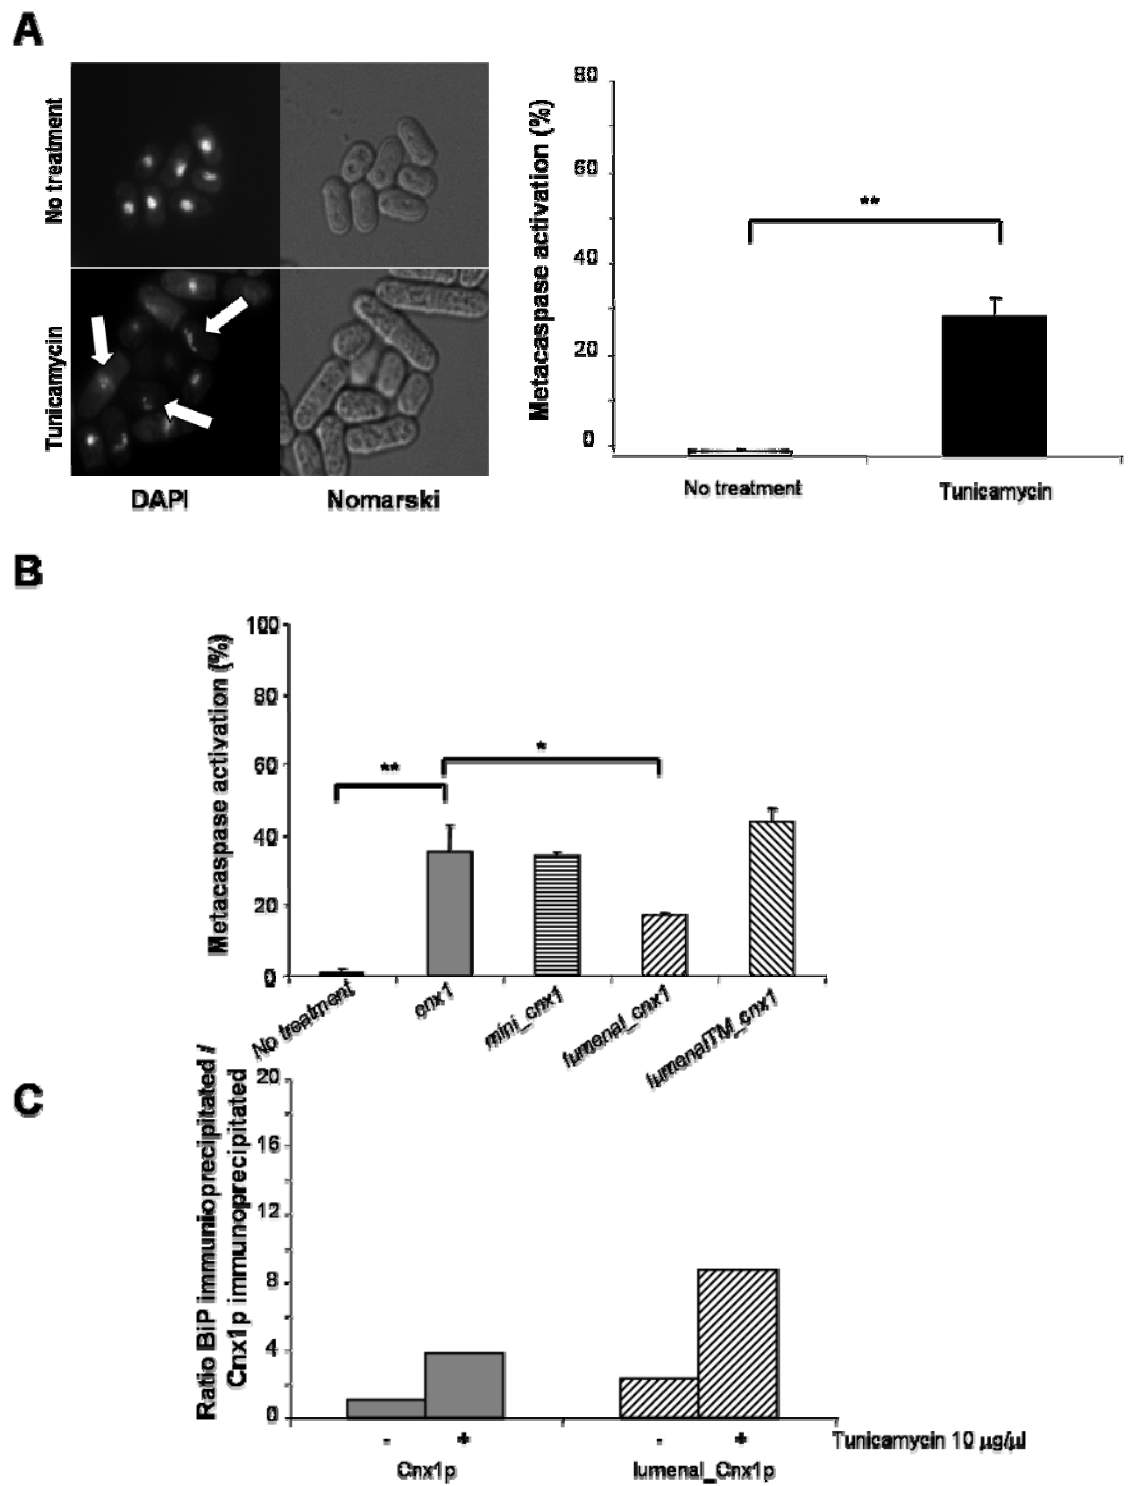 A
No treatment
Tunicamycin
DAPI
Nomarski
Metacaspase activation (%)
80
60
40
20
0
**
No treatment
Tunicamycin
B
Metacaspase activation (%)
100
80
60
40
20
0
**
*
No treatment
cnx1
mini_cnx1
lumenal_cnx1
lumenalTM_cnx1
C
Ratio BiP immunioprecipitated /
Cnx1p immunoprecipitated
20
16
12
8
4
0
- + - + Tunicamycin 10 µg/µl
Cnx1p lumenal_Cnx1p